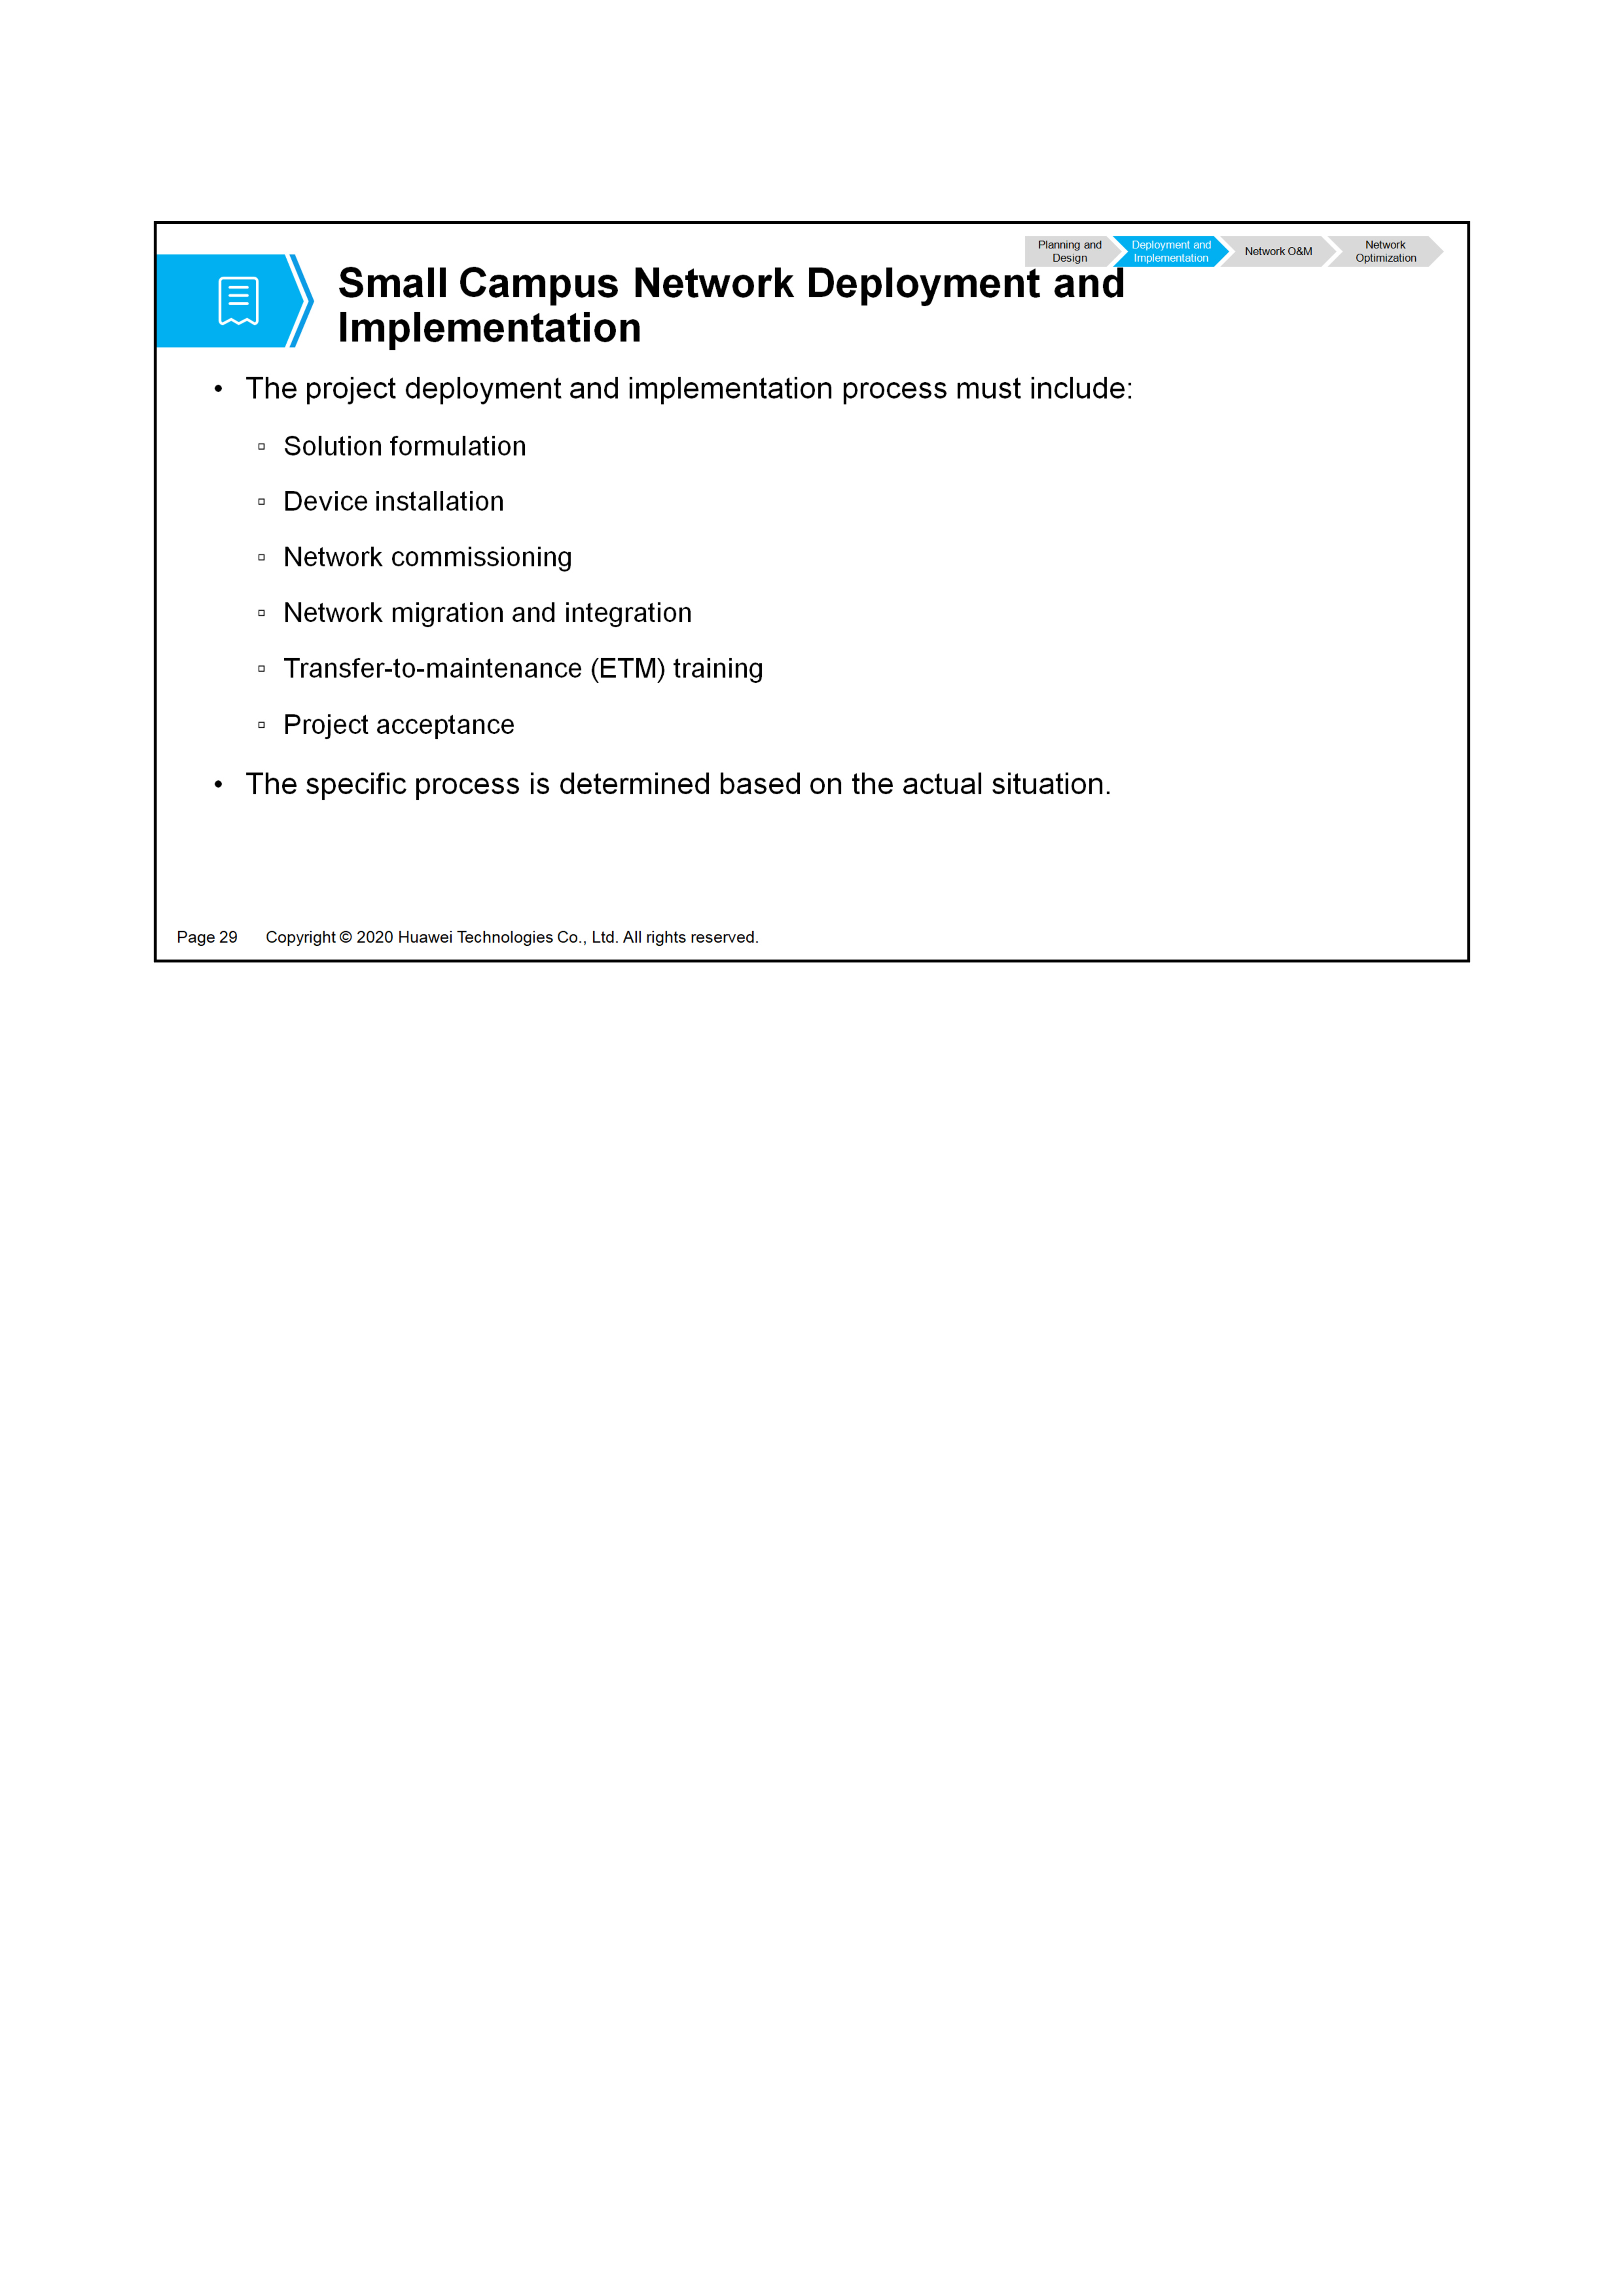 Planning and
Design
Deployment and
Implementation
Network O&M
Network
Optimization
Small Campus Network Deployment and
Implementation
• The project deployment and implementation process must include:
▫ Solution formulation
▫ Device installation
▫ Network commissioning
▫ Network migration and integration
▫ Transfer-to-maintenance (ETM) training
▫ Project acceptance
• The specific process is determined based on the actual situation.
Page 29 Copyright © 2020 Huawei Technologies Co., Ltd. All rights reserved.